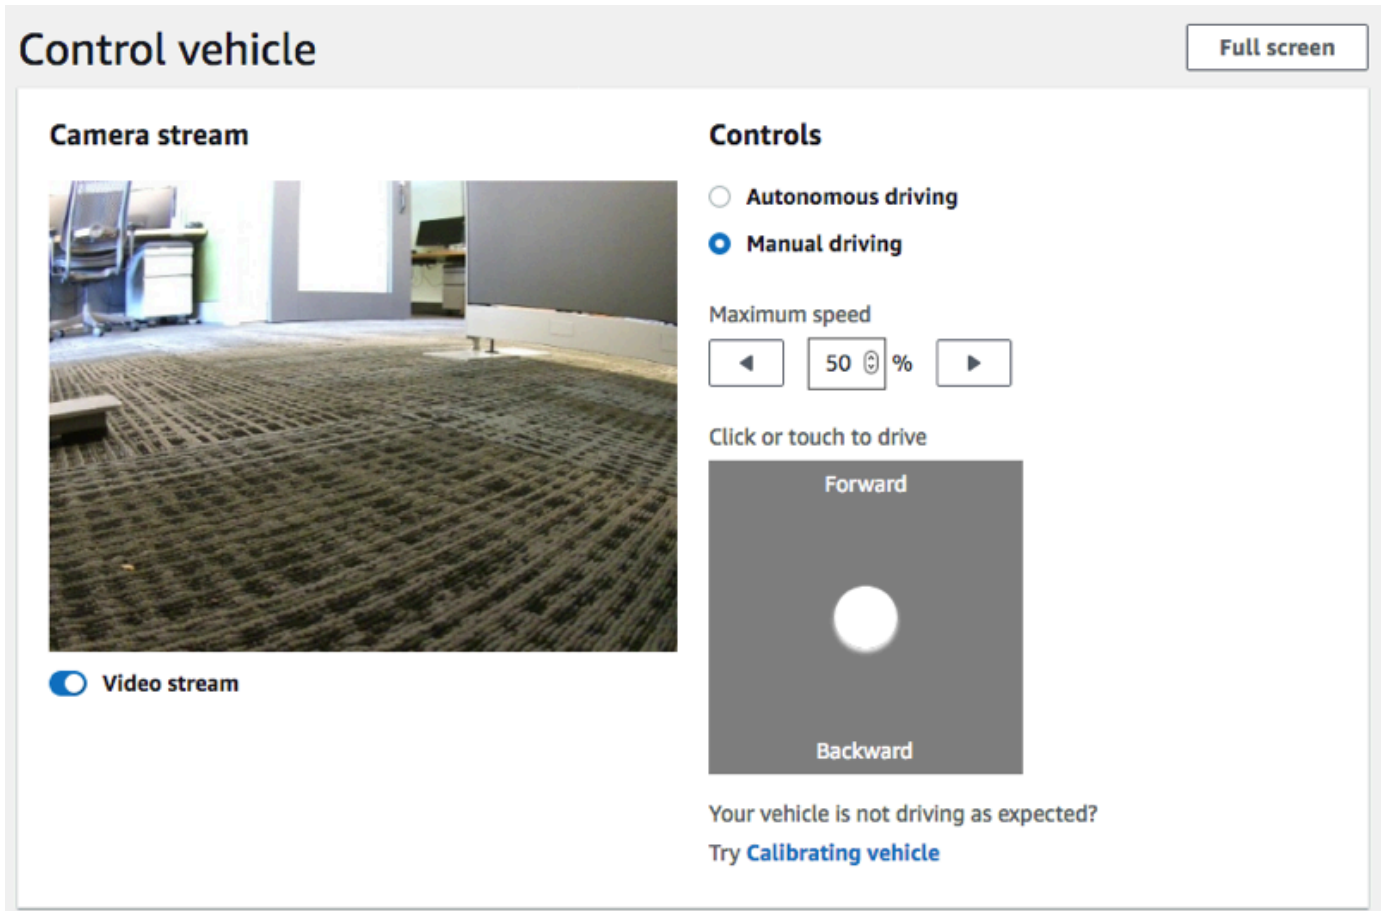 Control vehicle
Full screen
Camera stream
Video stream
Controls
Autonomous driving
Manual driving
Maximum speed
50 %
Click or touch to drive
Forward
Backward
Your vehicle is not driving as expected?
Try Calibrating vehicle